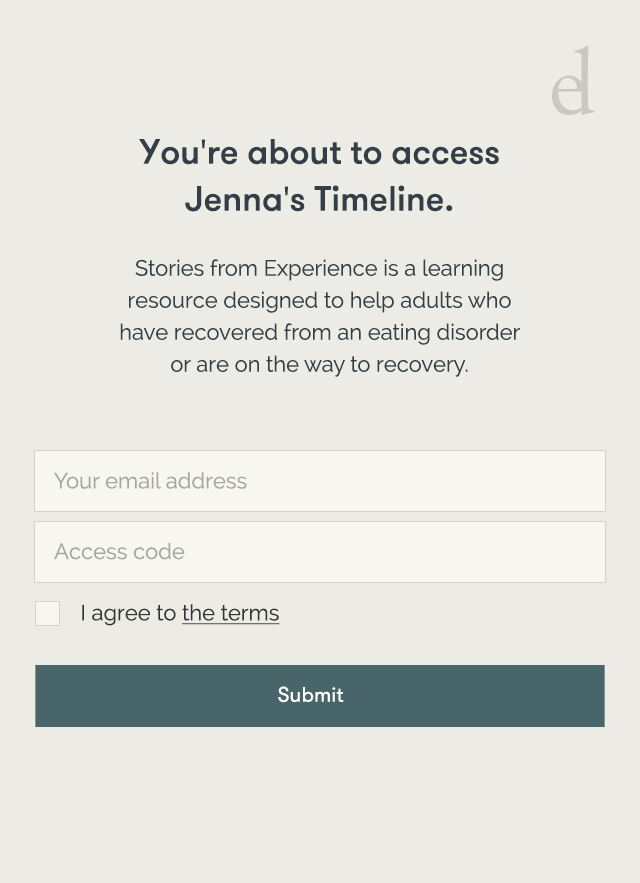 ed
You're about to access
Jenna's Timeline.
Stories from Experience is a learning
resource designed to help adults who
have recovered from an eating disorder
or are on the way to recovery.
Your email address
Access code
I agree to the terms
Submit